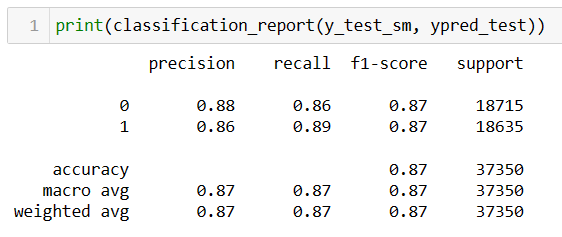 1 print(classification_report(y_test_sm, ypred_test))
precision recall f1-score support
0 0.88 0.86 0.87 18715
1 0.86 0.89 0.87 18635
accuracy 0.87 37350
macro avg 0.87 0.87 0.87 37350
weighted avg 0.87 0.87 0.87 37350